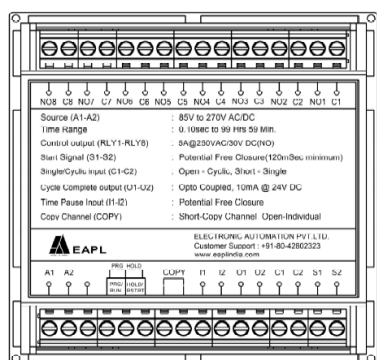 NO8 C8 NO7 C7 NO6 C6 NO5 C5 NO4 C4 NO3 C3 NO2 C2 NO1 C1
Source (A1-A2) : 85V to 270V AC/DC
Time Range : 0.10sec to 99 Hrs 59 Min.
Control output (RLY1-RLY8) : 5A@250VAC/30V DC(NO)
Start Signal (S1-S2) : Potential Free Closure(120mSec minimum)
Single/Cyclic input (C1-C2) : Open - Cyclic, Short - Single
Cycle Complete output (O1-O2) : Opto Coupled, 10mA @ 24V DC
Time Pause Input (I1-I2) : Potential Free Closure
Copy Channel (COPY) : Short-Copy Channel Open-Individual
EAPL
ELECTRONIC AUTOMATION PVT.LTD.
Customer Support : +91-80-42802323
www.eaplindia.com
PRG HOLD
A1 A2 COPY I1 I2 O1 O2 C1 C2 S1 S2
PRG/ HOLD/
RUN RSTRT